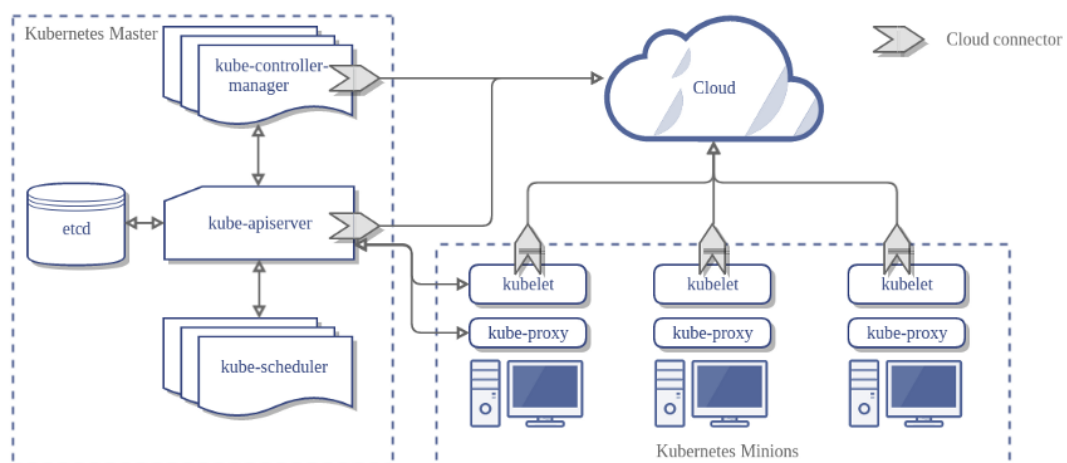 Kubernetes Master
kube-controller-
manager
Cloud
Cloud connector
etcd
kube-apiserver
kubelet
kubelet
kubelet
kube-proxy
kube-proxy
kube-proxy
kube-scheduler
Kubernetes Minions